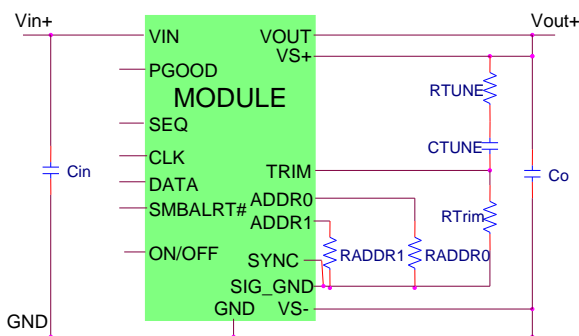 Vin+
Vout+
VIN
VOUT
VS+
PGOOD
RTUNE
MODULE
SEQ
CTUNE
CLK
TRIM
Cin
Co
DATA
ADDR0
SMBALRT#
ADDR1
RTrim
ON/OFF
SYNC
RADDR1
RADDR0
SIG_GND
GND
GND
VS-